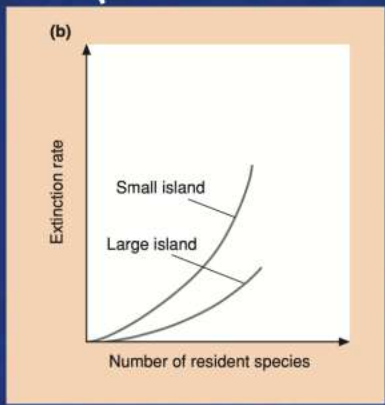 (b)
Extinction rate
Small island
Large island
Number of resident species